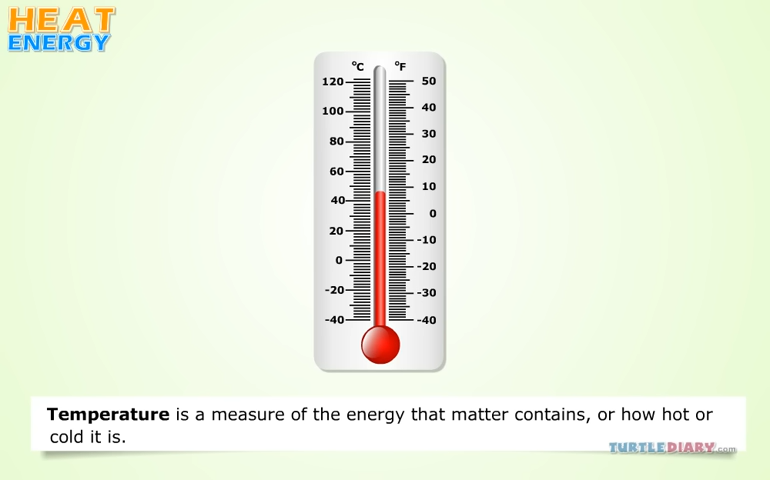 HEAT
ENERGY
°C °F
120 50
100 40
80 30
60 20
40 10
20 0
0 -10
-20 -20
-40 -30
-40
Temperature is a measure of the energy that matter contains, or how hot or
cold it is.
TURTLEDIARY.com